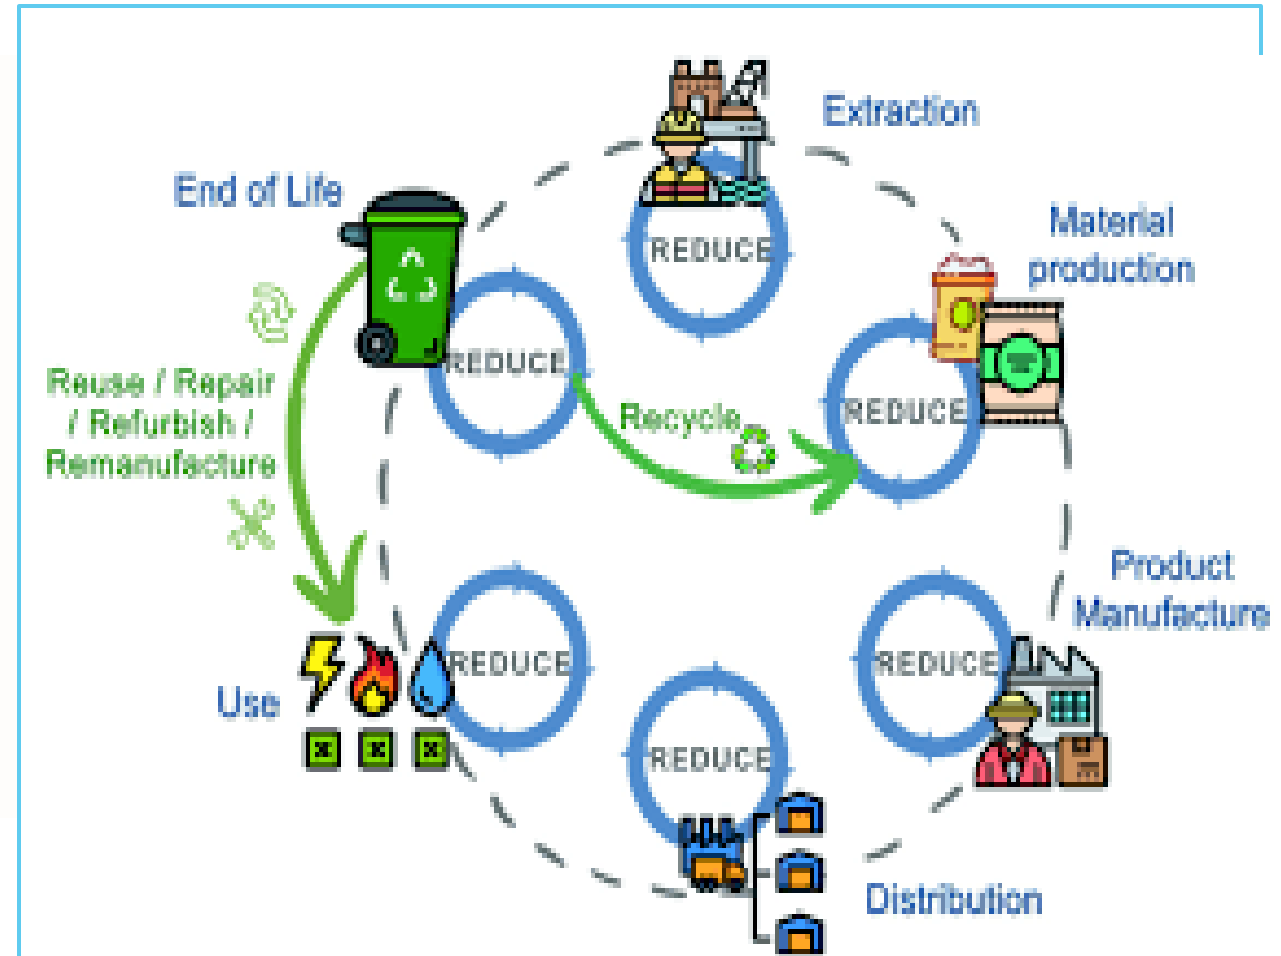 Extraction
End of Life
Material
production
REDUCE
REDUCE
REDUCE
Reuse / Repair
/ Refurbish /
Remanufacture
Recycle
Product
Manufacture
REDUCE
REDUCE
Use
REDUCE
Distribution